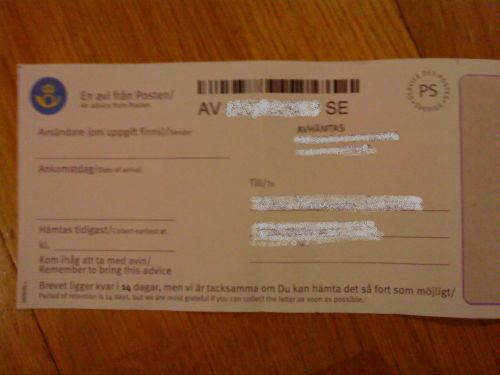 En avi från Posten/
An advice from Posten
AV SE
SERVICE DES POSTES
PS
SVERIGE
AVHÄMTAS
Avsändare (om uppgift finns)/Sender
Ankomstdag/Date of arrival
Till/To
Hämtas tidigast/Collect earliest at
kl.
Kom ihåg att ta med avin/
Remember to bring this advice
Brevet ligger kvar i 14 dagar, men vi är tacksamma om Du kan hämta det så fort som möjligt/
Period of retention is 14 days, but we are most grateful if you can collect the letter as soon as possible.